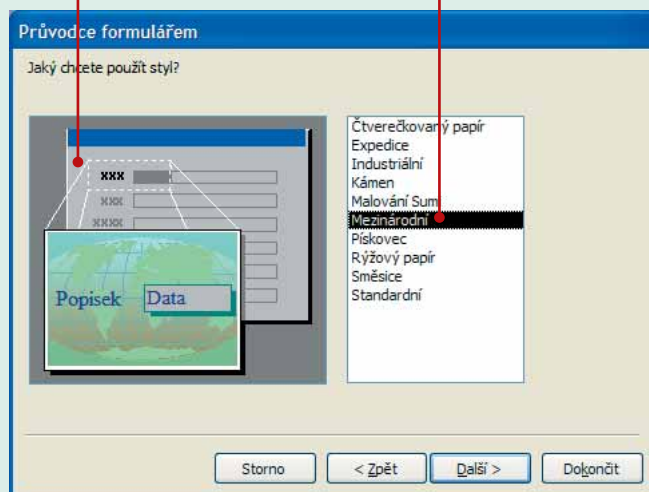 Průvodce formulářem
Jaký chcete použít styl?
xxx
xxx
xxxx
Popisek Data
Čtverečkovaný papír
Expedice
Industriální
Kámen
Malování Sumi
Mezinárodní
Pískovec
Rýžový papír
Směsice
Standardní
Storno
< Zpět
Další >
Dokončit